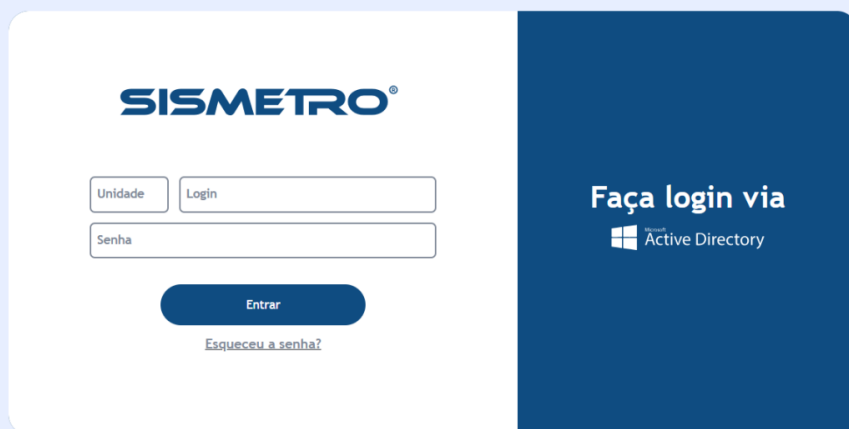 SISMETRO®
Unidade
Login
Senha
Entrar
Esqueceu a senha?
Faça login via
Microsoft
Active Directory